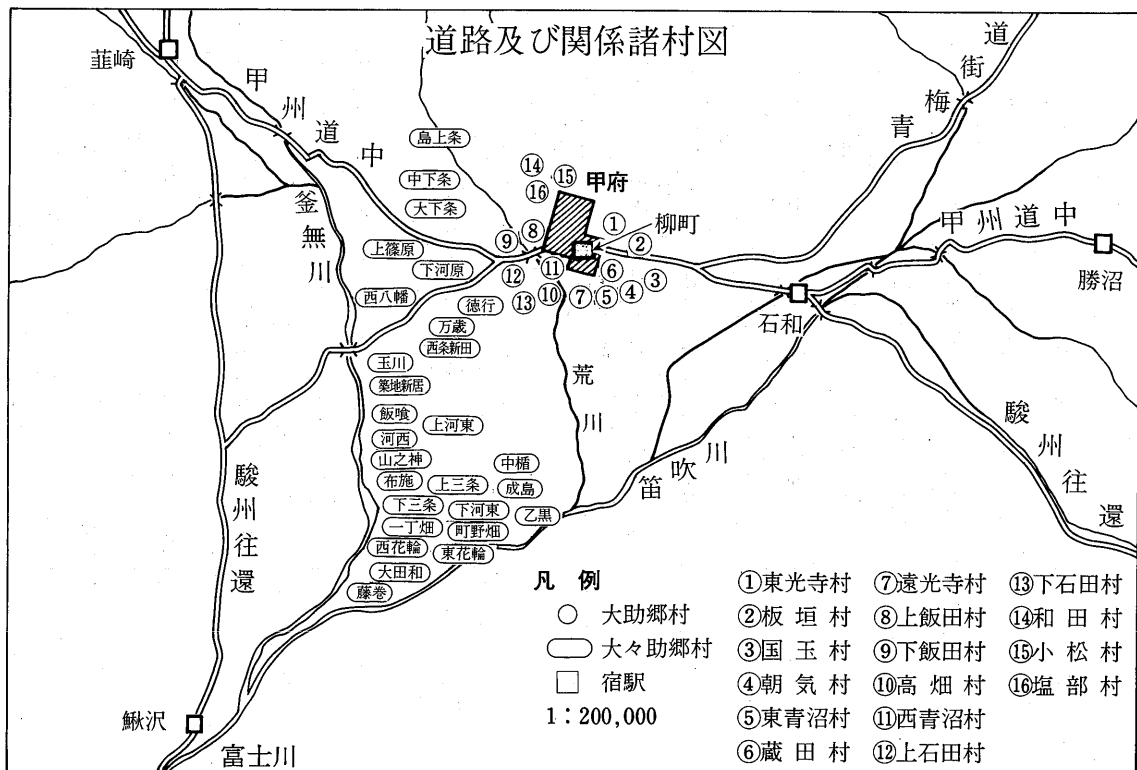 道路及び関係諸村図
韮崎
甲州道中
釜無川
駿州往還
鰍沢
富士川
島上条
中下条
大下条
上篠原
下河原
西八幡
徳行
万歳
西条新田
玉川
築地新居
飯喰
上河東
河西
山之神
中楯
布施
上三条
成島
下三条
下河東
乙黒
一丁畑
町野畑
西花輪
東花輪
大田和
藤巻
⑭
⑮
⑯
甲府
①
柳町
②
⑧
⑨
⑪
⑥
③
⑫
⑬
⑩
⑦
⑤
④
荒川
笛吹川
青梅街道
甲州道中
勝沼
石和
駿州往還
凡 例
○ 大助郷村
大々助郷村
□ 宿駅
1:200,000
①東光寺村
②板垣村
③国玉村
④朝気村
⑤東青沼村
⑥蔵田村
⑦遠光寺村
⑧上飯田村
⑨下飯田村
⑩高畑村
⑪西青沼村
⑫上石田村
⑬下石田村
⑭和田村
⑮小松村
⑯塩部村